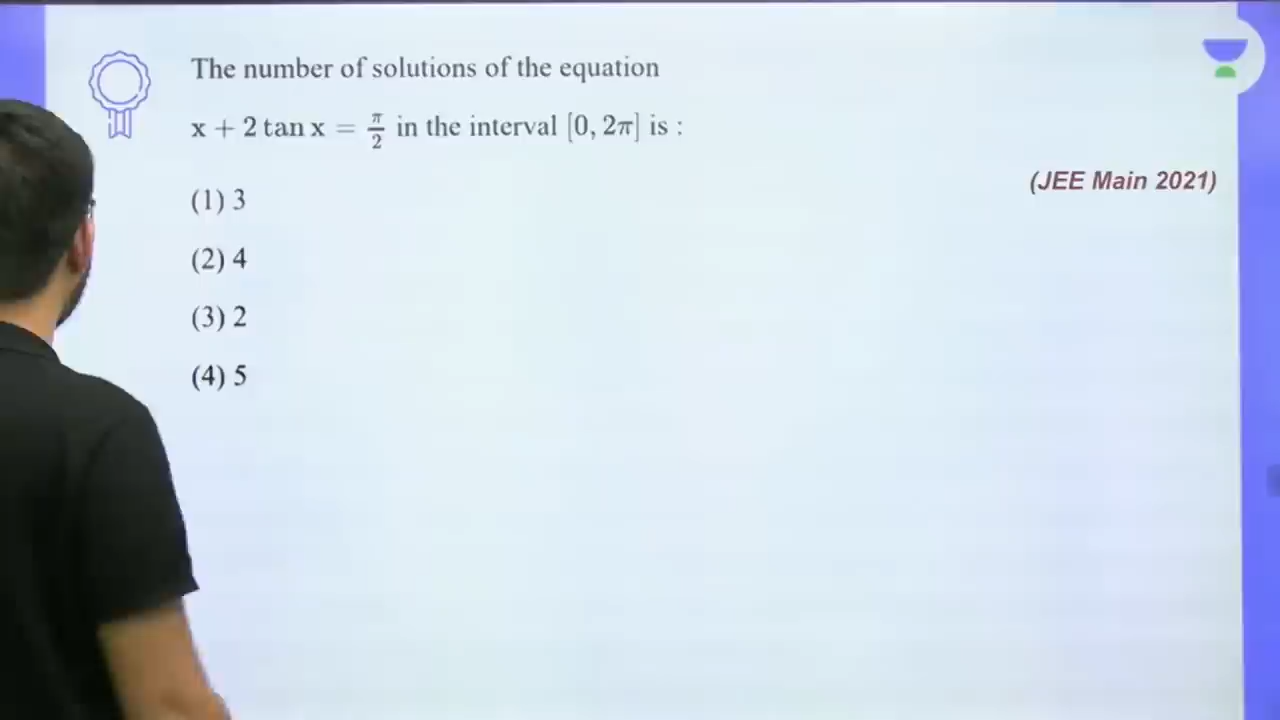 The number of solutions of the equation
x + 2 tan x = π/2 in the interval [0, 2π] is :
(JEE Main 2021)
(1) 3
(2) 4
(3) 2
(4) 5